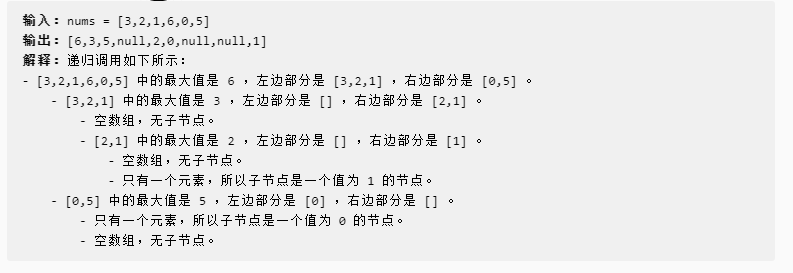 输入：nums = [3,2,1,6,0,5]
输出：[6,3,5,null,2,0,null,null,1]
解释：递归调用如下所示：
- [3,2,1,6,0,5] 中的最大值是 6 ，左边部分是 [3,2,1] ，右边部分是 [0,5] 。
- [3,2,1] 中的最大值是 3 ，左边部分是 [] ，右边部分是 [2,1] 。
- 空数组，无子节点。
- [2,1] 中的最大值是 2 ，左边部分是 [] ，右边部分是 [1] 。
- 空数组，无子节点。
- 只有一个元素，所以子节点是一个值为 1 的节点。
- [0,5] 中的最大值是 5 ，左边部分是 [0] ，右边部分是 [] 。
- 只有一个元素，所以子节点是一个值为 0 的节点。
- 空数组，无子节点。